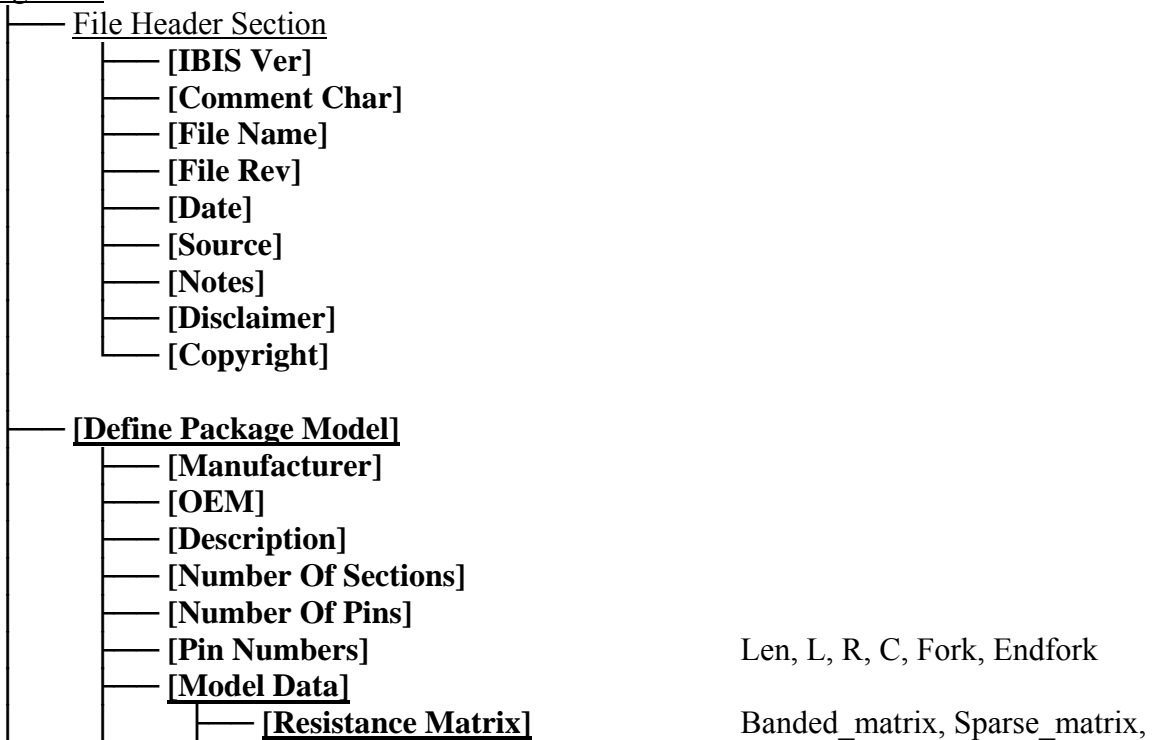 File Header Section
[IBIS Ver]
[Comment Char]
[File Name]
[File Rev]
[Date]
[Source]
[Notes]
[Disclaimer]
[Copyright]
[Define Package Model]
[Manufacturer]
[OEM]
[Description]
[Number Of Sections]
[Number Of Pins]
[Pin Numbers] Len, L, R, C, Fork, Endfork
[Model Data]
[Resistance Matrix] Banded_matrix, Sparse_matrix,